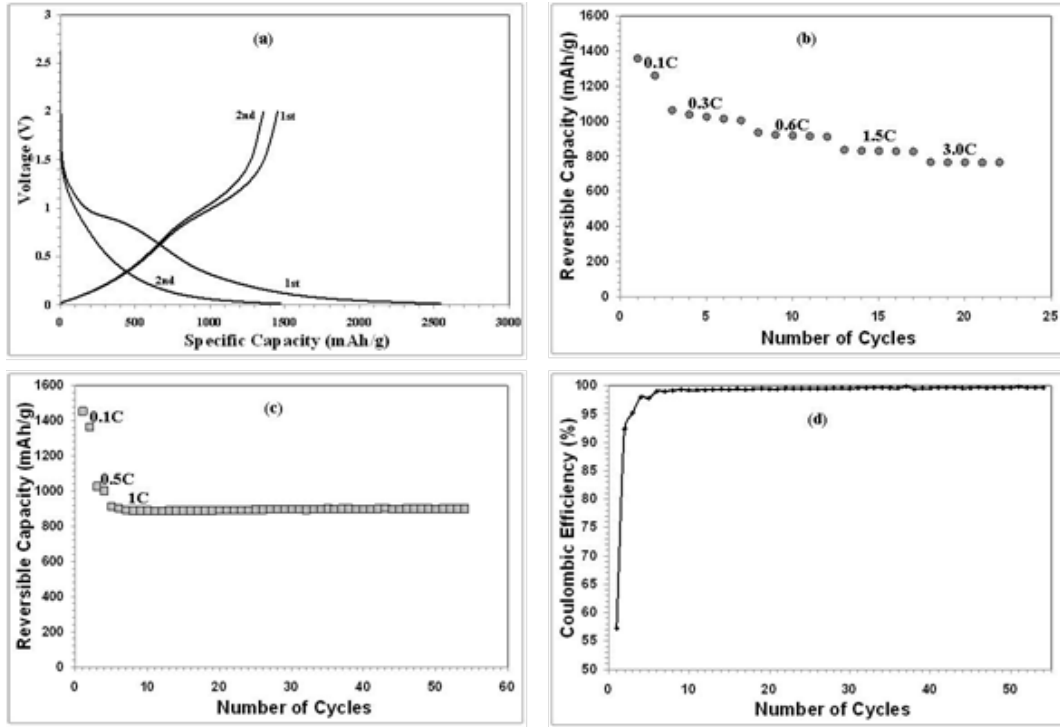 (a)
Voltage (V)
3
2.5
2
1.5
1
0.5
0
2nd
1st
2nd
1st
0 500 1000 1500 2000 2500 3000
Specific Capacity (mAh/g)
(b)
Reversible Capacity (mAh/g)
1600
1400
1200
1000
800
600
400
200
0
0.1C
0.3C
0.6C
1.5C
3.0C
0 5 10 15 20 25
Number of Cycles
(c)
Reversible Capacity (mAh/g)
1600
1400
1200
1000
800
600
400
200
0
0.1C
0.5C
1C
0 10 20 30 40 50 60
Number of Cycles
(d)
Coulombic Efficiency (%)
100
95
90
85
80
75
70
65
60
55
50
0 10 20 30 40 50
Number of Cycles